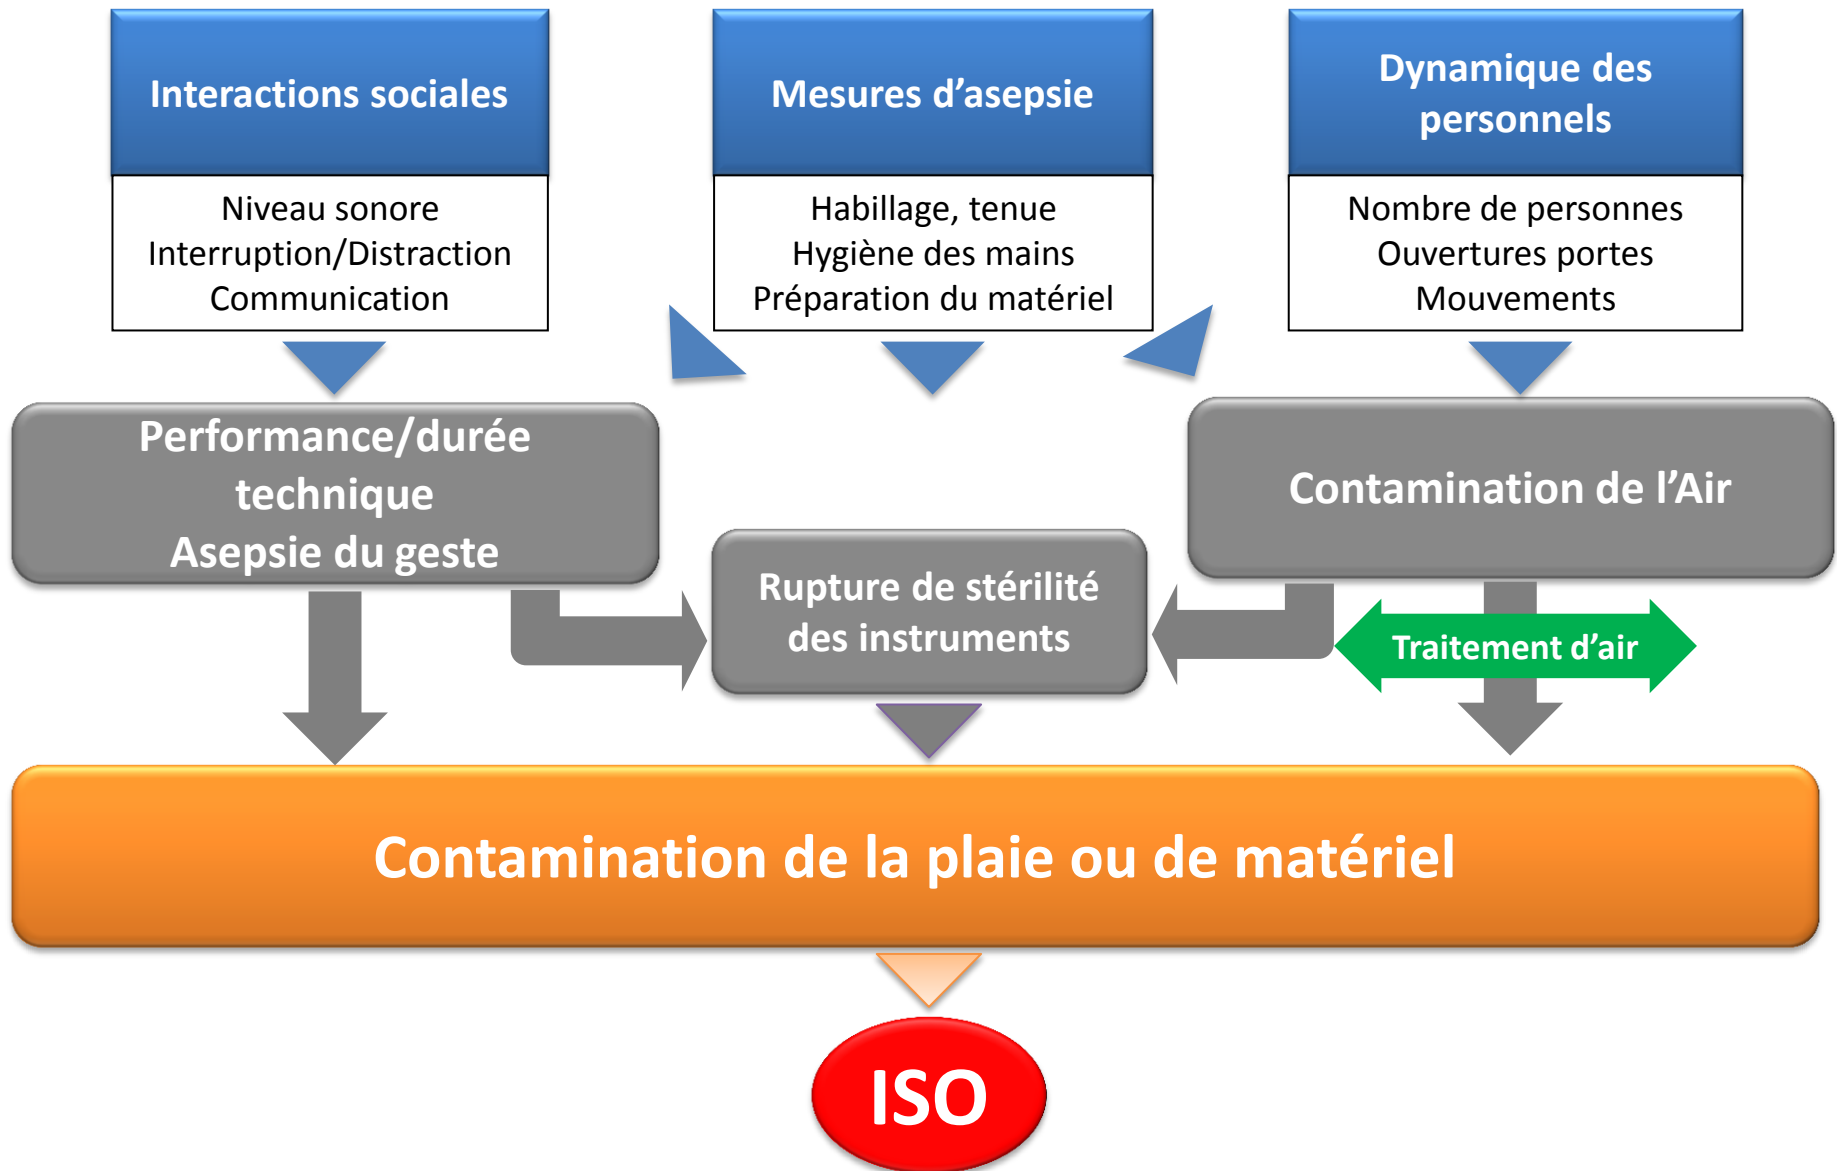 Interactions sociales
Niveau sonore
Interruption/Distraction
Communication
Mesures d’asepsie
Habillage, tenue
Hygiène des mains
Préparation du matériel
Dynamique des
personnels
Nombre de personnes
Ouvertures portes
Mouvements
Performance/durée
technique
Asepsie du geste
Rupture de stérilité
des instruments
Contamination de l’Air
Traitement d’air
Contamination de la plaie ou de matériel
ISO